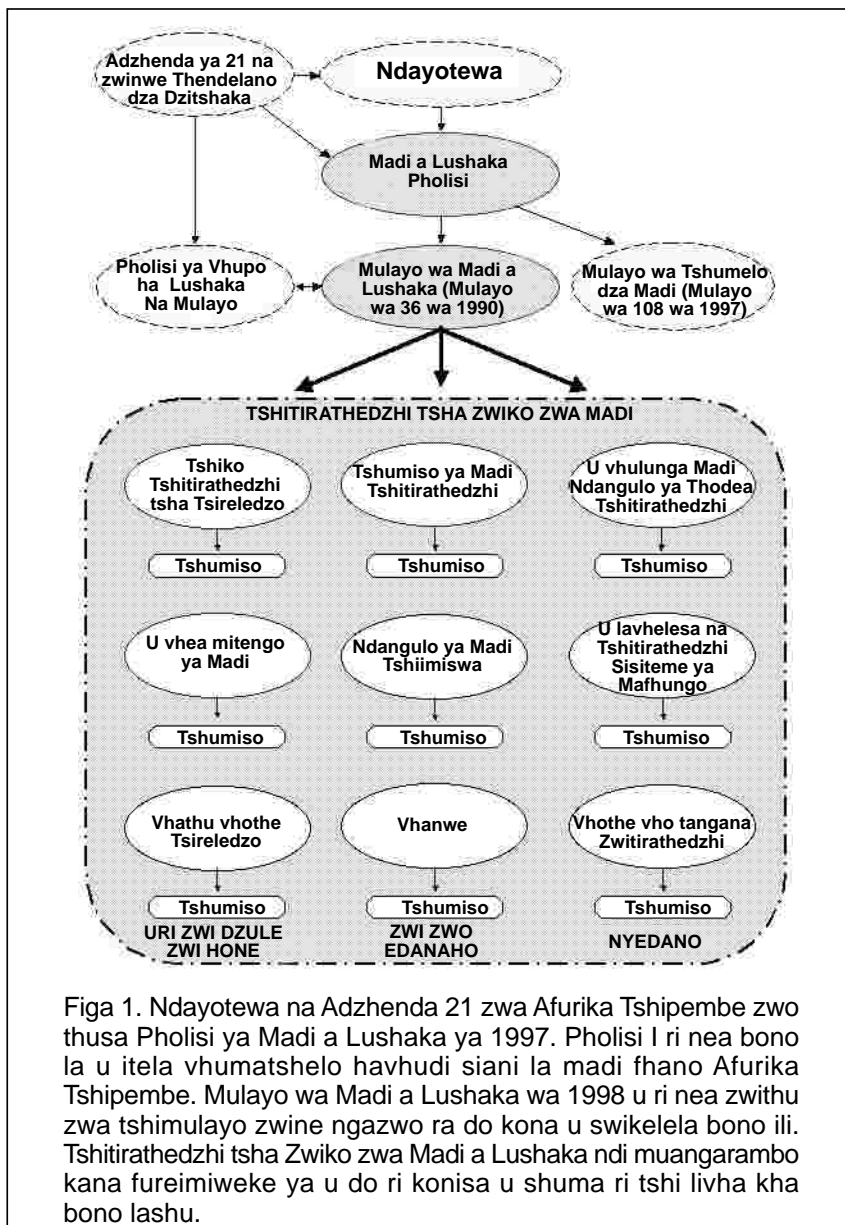 Adzhenda ya 21 na
zwinwe Thendelano
dza Dzitshaka
Ndayotewa
Madi a Lushaka
Pholisi
Pholisi ya Vhupo
ha Lushaka
Na Mulayo
Mulayo wa Madi a
Lushaka (Mulayo
wa 36 wa 1990)
Mulayo wa Tshumelo
dza Madi (Mulayo
wa 108 wa 1997)
TSHITIRATHEDZHI TSHA ZWIKO ZWA MADI
Tshiko
Tshitirathedzhi
tsha Tsireledzo
Tshumiso ya Madi
Tshitirathedzhi
U vhulunga Madi
Ndangulo ya Thodea
Tshitirathedzhi
Tshumiso
Tshumiso
Tshumiso
U vhea mitengo
ya Madi
Ndangulo ya Madi
Tshiimiswa
U lavhelesa na
Tshitirathedzhi
Sisiteme ya
Mafhungo
Tshumiso
Tshumiso
Tshumiso
Vhathu vhothe
Tsireledzo
Vhanwe
Vhothe vho tangana
Zwitirathedzhi
Tshumiso
Tshumiso
Tshumiso
URI ZWI DZULE
ZWI HONE
ZWI ZWO
EDANAHO
NYEDANO
Figa 1. Ndayotewa na Adzhenda 21 zwa Afurika Tshipembe zwo
thusa Pholisi ya Madi a Lushaka ya 1997. Pholisi I ri nea bono
la u itela vhumatshelo havhudi siani la madi fhano Afurika
Tshipembe. Mulayo wa Madi a Lushaka wa 1998 u ri nea zwithu
zwa tshimulayo zwine ngazwo ra do kona u swikelela bono ili.
Tshitirathedzhi tsha Zwiko zwa Madi a Lushaka ndi muangarambo
kana fureimiweke ya u do ri konisa u shuma ri tshi livha kha
bono lashu.